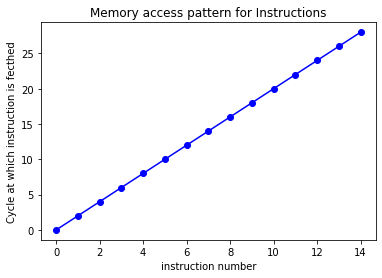 Memory access pattern for Instructions
Cycle at which instruction is fecthed
25
20
15
10
5
0
0 2 4 6 8 10 12 14
instruction number